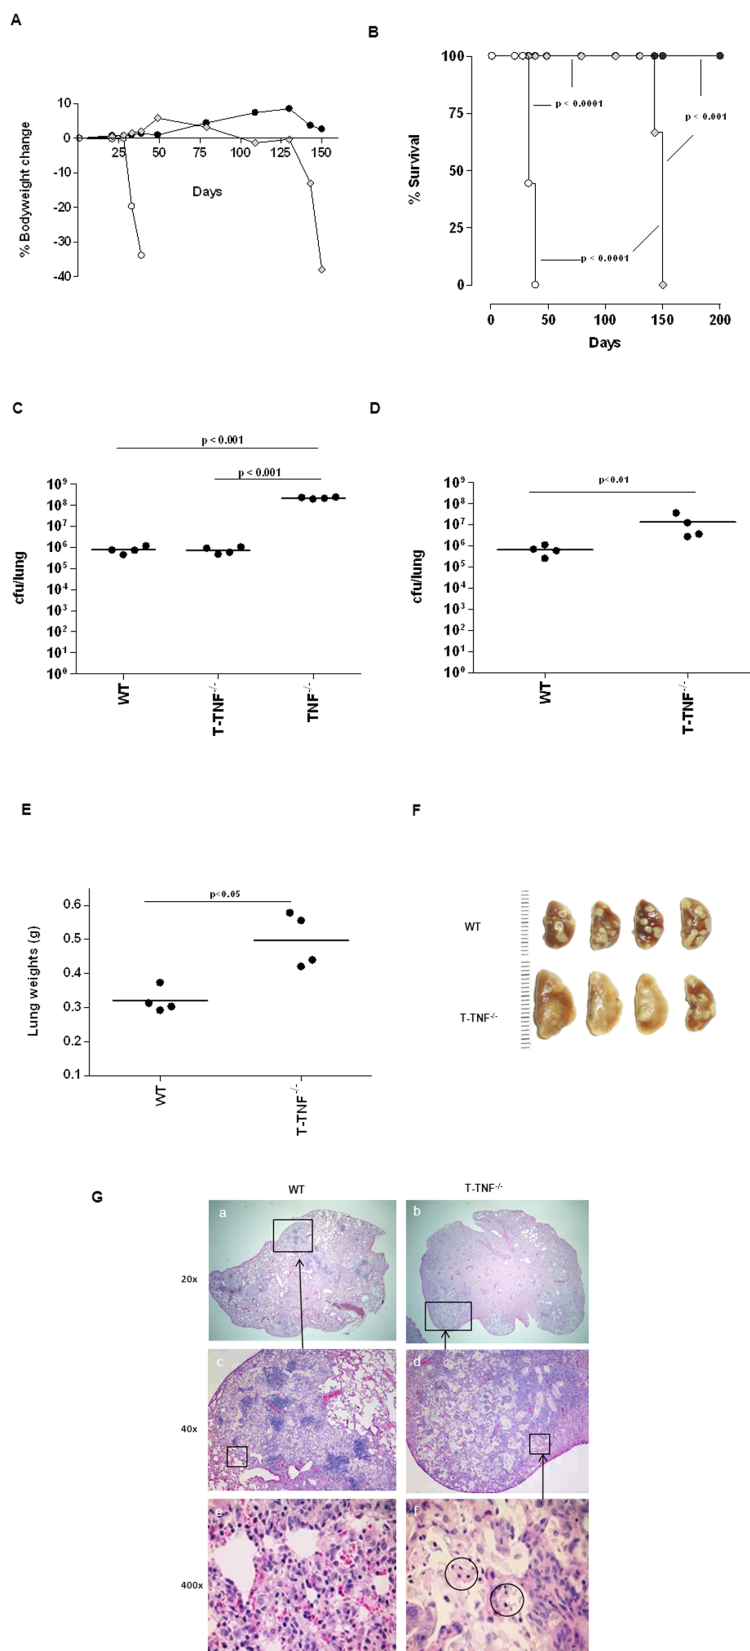 A
% Bodyweight change
10
0
-10
-20
-30
-40
25 50 75 100 125 150
Days
B
% Survival
100
75
50
25
0
p < 0.0001
p < 0.001
p < 0.0001
0 50 100 150 200
Days
C
p < 0.001
p < 0.001
cfu/lung
10⁹
10⁸
10⁷
10⁶
10⁵
10⁴
10³
10²
10¹
10⁰
WT
T-TNF⁻/⁻
TNF⁻/⁻
D
p<0.01
cfu/lung
10⁹
10⁸
10⁷
10⁶
10⁵
10⁴
10³
10²
10¹
10⁰
WT
T-TNF⁻/⁻
E
p<0.05
Lung weights (g)
0.6
0.5
0.4
0.3
0.2
0.1
WT
T-TNF⁻/⁻
F
WT
T-TNF⁻/⁻
G
WT
T-TNF⁻/⁻
a
b
20x
c
d
40x
e
f
400x